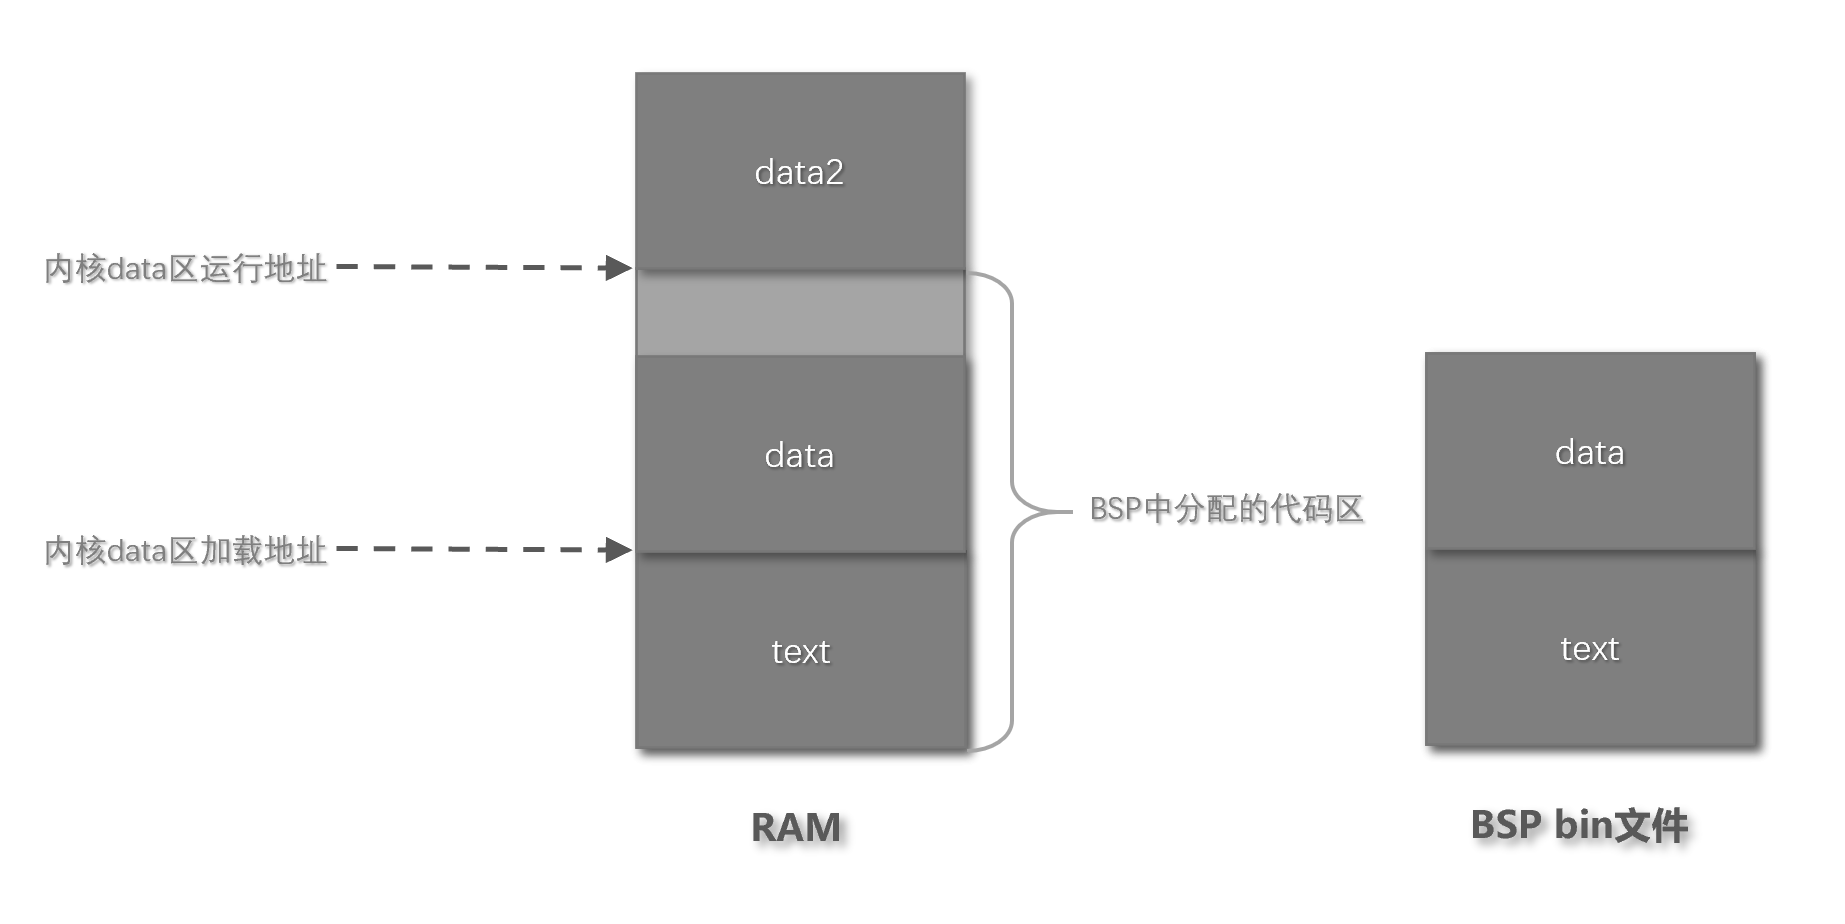 data2
内核data区运行地址
data
data
BSP中分配的代码区
内核data区加载地址
text
text
RAM
BSP bin文件